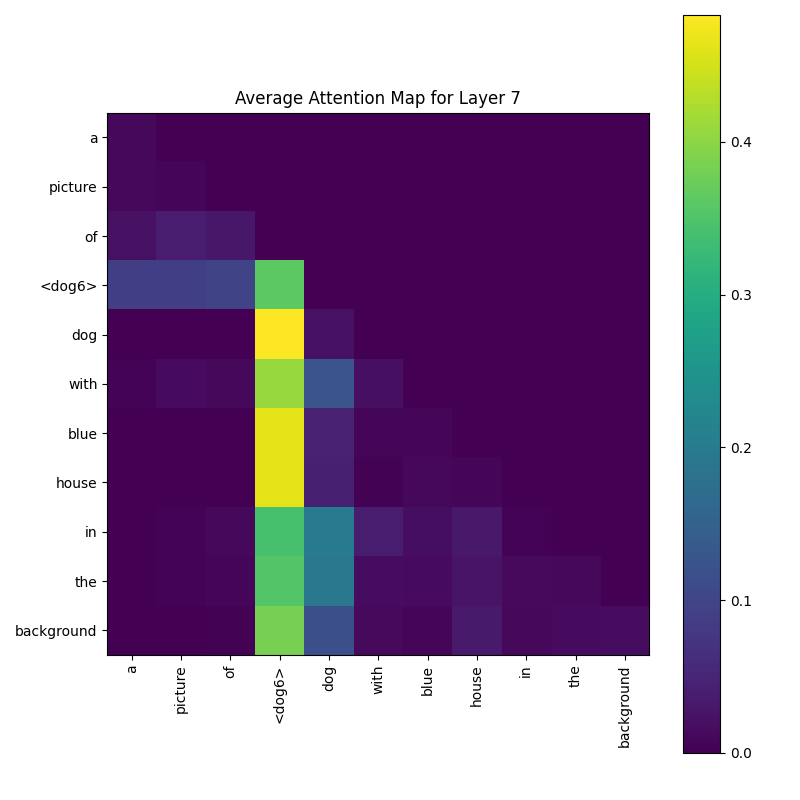 Average Attention Map for Layer 7
a
picture
of
<dog6>
dog
with
blue
house
in
the
background
a
picture
of
<dog6>
dog
with
blue
house
in
the
background
0.4
0.3
0.2
0.1
0.0